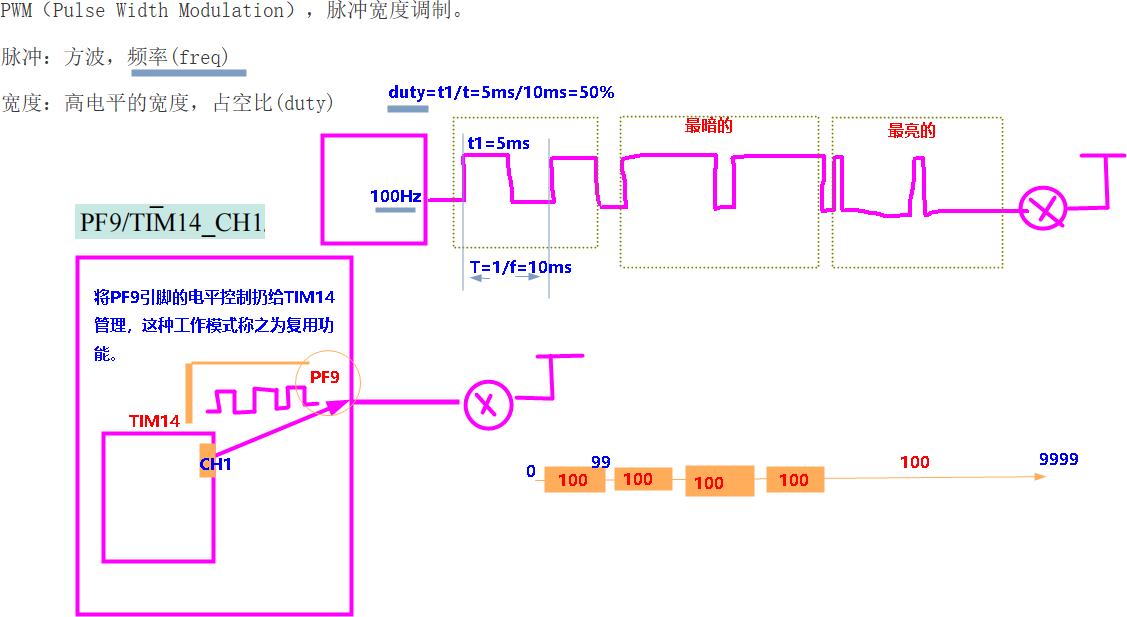 PWM（Pulse Width Modulation），脉冲宽度调制。
脉冲：方波，频率(freq)
宽度：高电平的宽度，占空比(duty)
duty=t1/t=5ms/10ms=50%
最暗的
最亮的
t1=5ms
100Hz
PF9/TIM14_CH1
T=1/f=10ms
将PF9引脚的电平控制扔给TIM14
管理，这种工作模式称之为复用功
能。
PF9
TIM14
CH1
0
99
100
100
100
100
100
9999